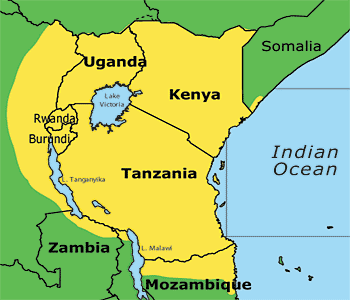 Somalia
Uganda
Lake
Victoria
Kenya
Rwanda
Burundi
Indian
Ocean
L. Tanganyika
Tanzania
Zambia
L. Malawi
Mozambique